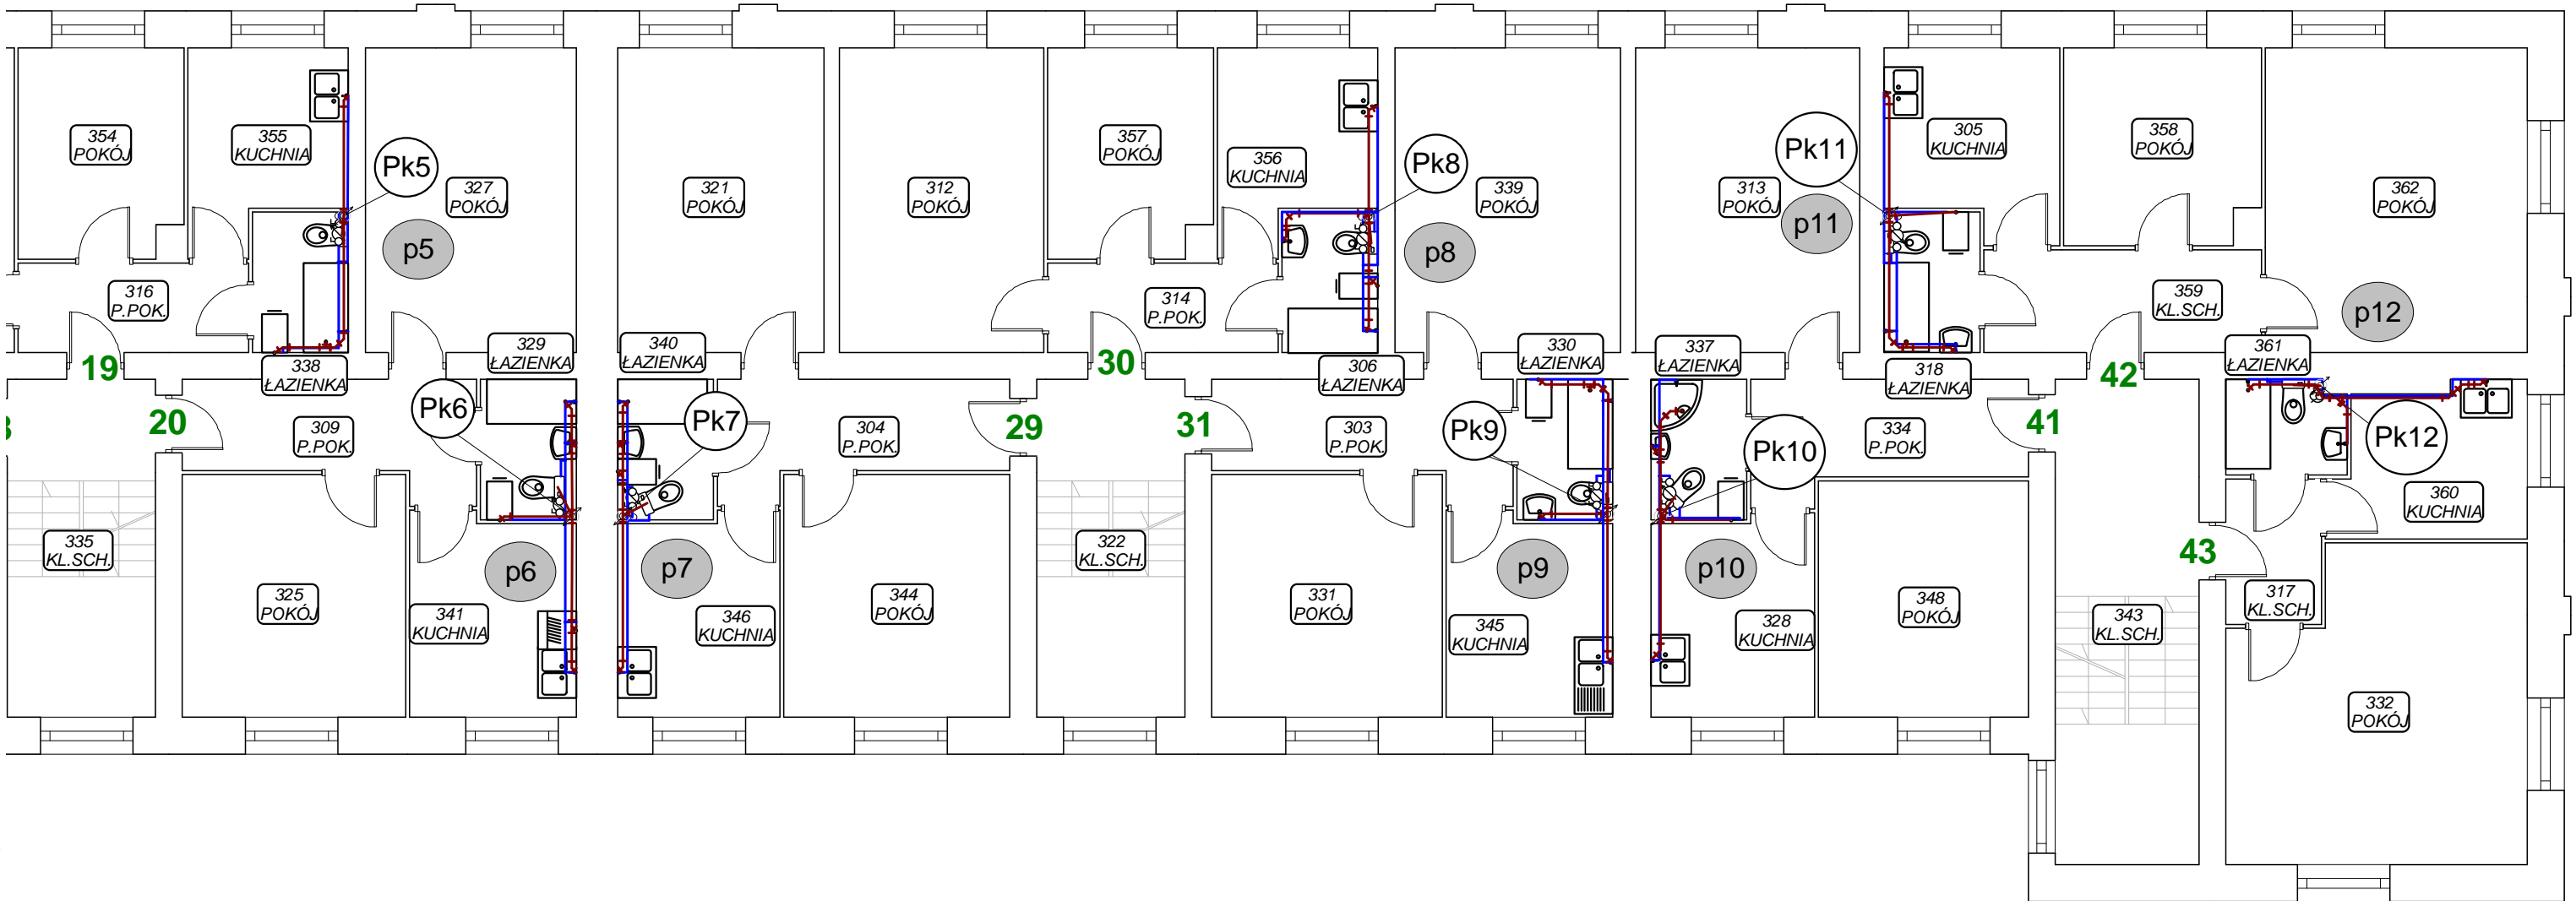 354
POKÓJ
355
KUCHNIA
Pk5
327
POKÓJ
p5
321
POKÓJ
312
POKÓJ
357
POKÓJ
356
KUCHNIA
Pk8
339
POKÓJ
p8
313
POKÓJ
p11
Pk11
305
KUCHNIA
358
POKÓJ
362
POKÓJ
p12
316
P.POK.
314
P.POK.
359
KL.SCH.
19
338
ŁAZIENKA
329
ŁAZIENKA
340
ŁAZIENKA
30
306
ŁAZIENKA
330
ŁAZIENKA
337
ŁAZIENKA
318
ŁAZIENKA
42
361
ŁAZIENKA
20
309
P.POK.
Pk6
Pk7
304
P.POK.
29
31
303
P.POK.
Pk9
Pk10
334
P.POK.
41
Pk12
360
KUCHNIA
335
KL.SCH.
325
POKÓJ
341
KUCHNIA
p6
p7
346
KUCHNIA
344
POKÓJ
322
KL.SCH.
331
POKÓJ
345
KUCHNIA
p9
p10
328
KUCHNIA
348
POKÓJ
343
KL.SCH.
43
317
KL.SCH.
332
POKÓJ